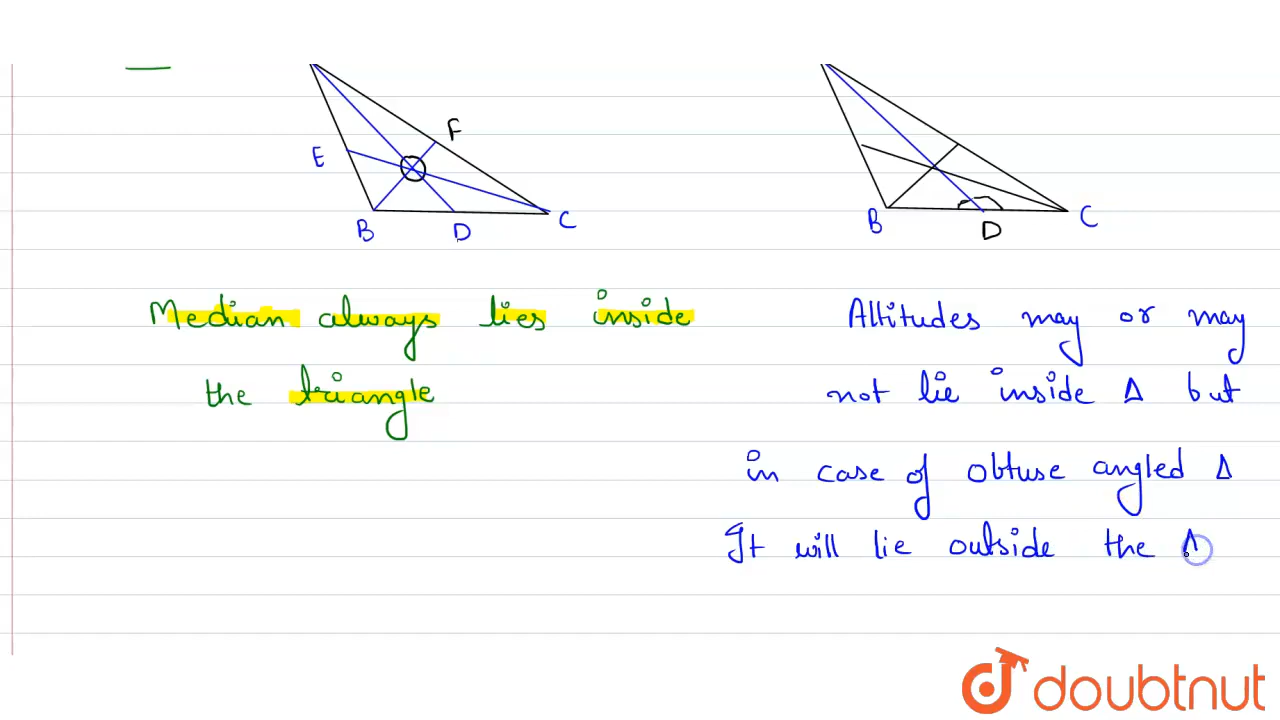 F
E
B
D
C
B
D
C
Median always lies inside
the triangle
Altitudes may or may
not lie inside Δ but
in case of obtuse angled Δ
It will lie outside the Δ
doubtnut